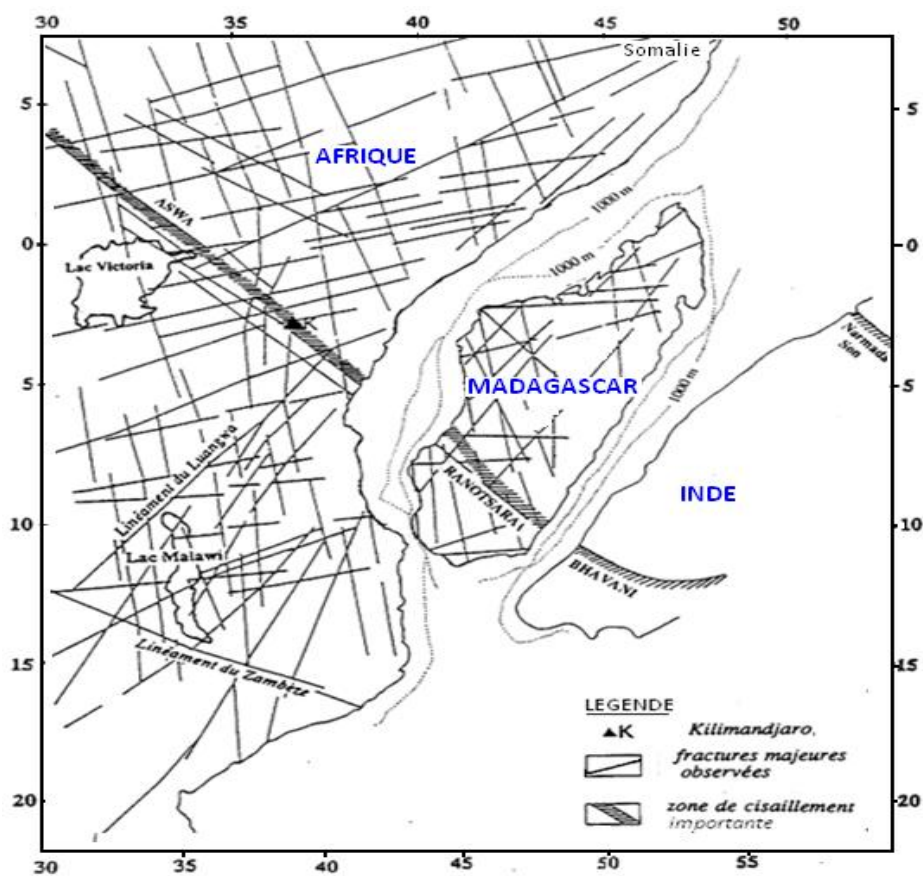 30 35 40 45 50
Somalie
5 5
AFRIQUE
1000 m
ASWA
0 0
Lac Victoria
1000 m
K
Narmada
Son
5 5
MADAGASCAR
1000 m
Linéament du Luangwa
RANOTSARAI
INDE
10 10
Lac Malawi
BHAVANI
15 15
Linéament du Zambèze
LEGENDE
K Kilimandjaro,
fractures majeures
observées
20 20
zone de cisaillement
importante
30 35 40 45 50 55